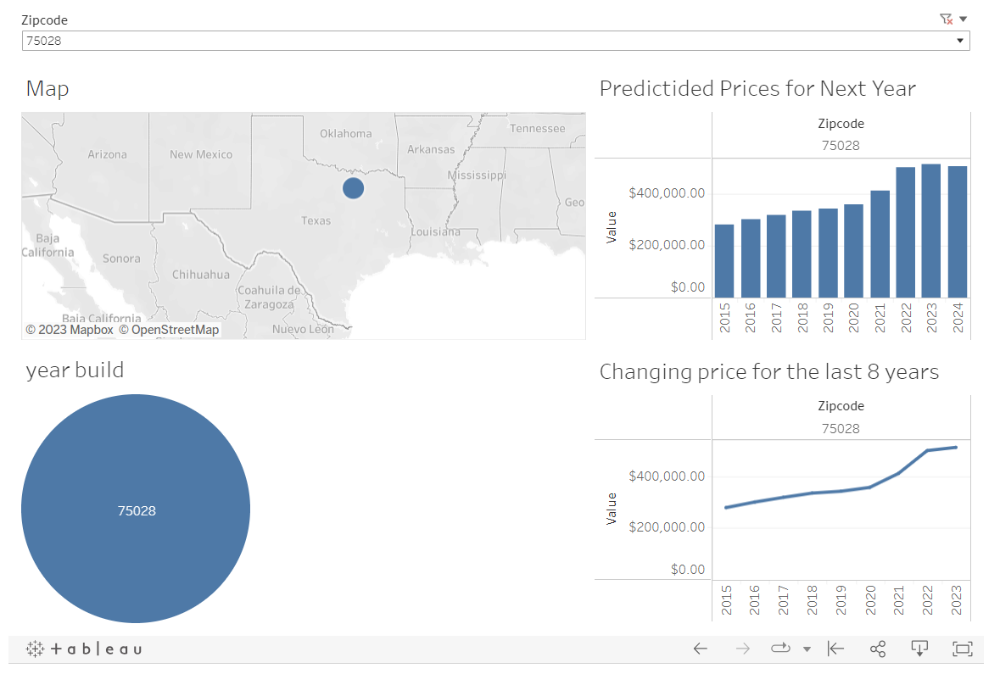 Zipcode
75028
Map
Oklahoma
Tennessee
Arizona
New Mexico
Arkansas
Mississippi
Geo
Texas
Louisiana
Baja
California
Sonora
Chihuahua
Coahuila de
Zaragoza
Baja California
Nuevo León
© 2023 Mapbox © OpenStreetMap
Predictided Prices for Next Year
Zipcode
75028
Value
$400,000.00
$200,000.00
$0.00
2015 2016 2017 2018 2019 2020 2021 2022 2023 2024
year build
75028
Changing price for the last 8 years
Zipcode
75028
Value
$400,000.00
$200,000.00
$0.00
2015 2016 2017 2018 2019 2020 2021 2022 2023
+ a b | e a u